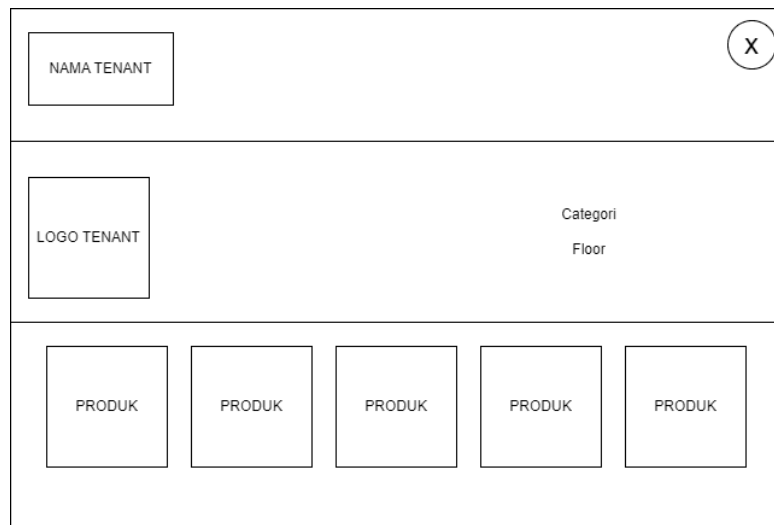 NAMA TENANT
X
LOGO TENANT
Categori
Floor
PRODUK
PRODUK
PRODUK
PRODUK
PRODUK